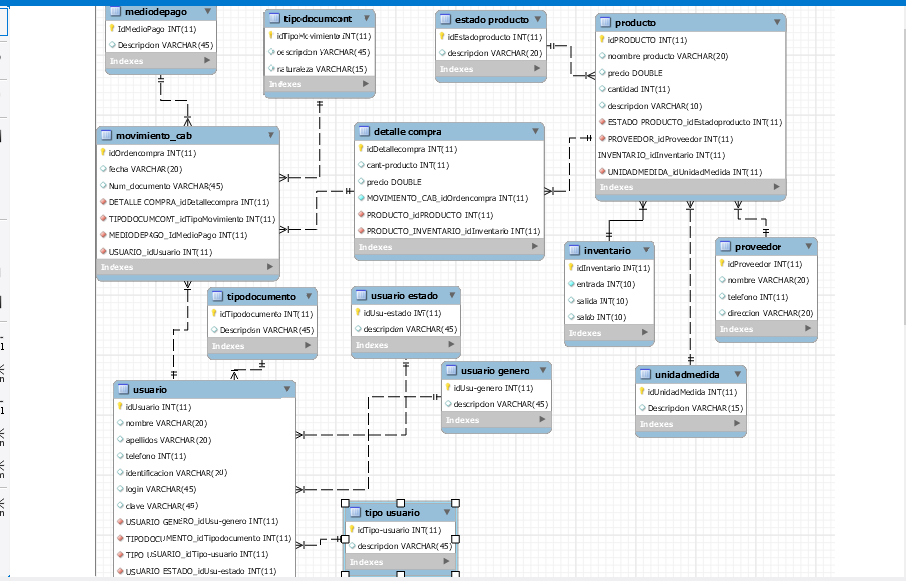 mediodepago
IdMedioPago INT(11)
Descripcion VARCHAR(45)
Indexes
tipodocumcont
idTipoMovimiento INT(11)
descripcion VARCHAR(45)
naturaleza VARCHAR(15)
Indexes
estado producto
idEstadoproducto INT(11)
descripcion VARCHAR(20)
Indexes
producto
idPRODUCTO INT(11)
noombre producto VARCHAR(20)
precio DOUBLE
cantidad INT(11)
descripcion VARCHAR(10)
ESTADO PRODUCTO_idEstadoproducto INT(11)
PROVEEDOR_idProveedor INT(11)
INVENTARIO_idInventario INT(11)
UNIDADMEDIDA_idUnidadMedida INT(11)
Indexes
movimiento_cab
idOrdencompra INT(11)
fecha VARCHAR(20)
Num_documento VARCHAR(45)
DETALLE COMPRA_idDetallecompra INT(11)
TIPODOCUMCONT_idTipoMovimiento INT(11)
MEDIODEPAGO_IdMedioPago INT(11)
USUARIO_idUsuario INT(11)
Indexes
detalle compra
idDetallecompra INT(11)
cant-producto INT(11)
precio DOUBLE
MOVIMIENTO_CAB_idOrdencompra INT(11)
PRODUCTO_idPRODUCTO INT(11)
PRODUCTO_INVENTARIO_idInventario INT(11)
Indexes
inventario
idInventario INT(11)
entrada INT(10)
salida INT(10)
saldo INT(10)
Indexes
proveedor
idProveedor INT(11)
nombre VARCHAR(20)
telefono INT(11)
direccion VARCHAR(20)
Indexes
tipodocumento
idTipodocumento INT(11)
Descripcion VARCHAR(45)
Indexes
usuario estado
idUsu-estado INT(11)
descripcion VARCHAR(45)
Indexes
usuario genero
idUsu-genero INT(11)
descripcion VARCHAR(45)
Indexes
unidadmedida
idUnidadMedida INT(11)
Descripcion VARCHAR(15)
Indexes
usuario
idUsuario INT(11)
nombre VARCHAR(20)
apellidos VARCHAR(20)
telefono INT(11)
identificacion VARCHAR(20)
login VARCHAR(45)
clave VARCHAR(45)
USUARIO GENERO_idUsu-genero INT(11)
TIPODOCUMENTO_idTipodocumento INT(11)
TIPO USUARIO_idTipo-usuario INT(11)
USUARIO ESTADO_idUsu-estado INT(11)
tipo usuario
idTipo-usuario INT(11)
descripcion VARCHAR(45)
Indexes